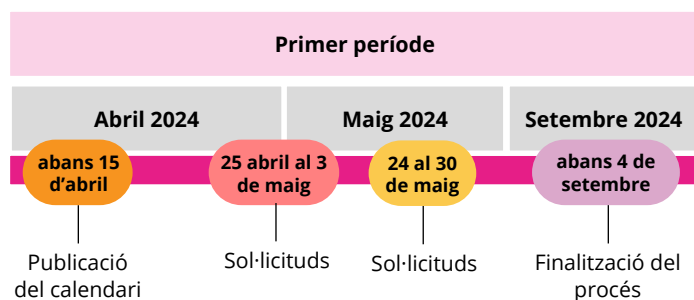 Primer període
Abril 2024
Maig 2024
Setembre 2024
abans 15
d'abril
25 abril al 3
de maig
24 al 30
de maig
abans 4 de
setembre
Publicació
del calendari
Sol·licituds
Sol·licituds
Finalització del
procés